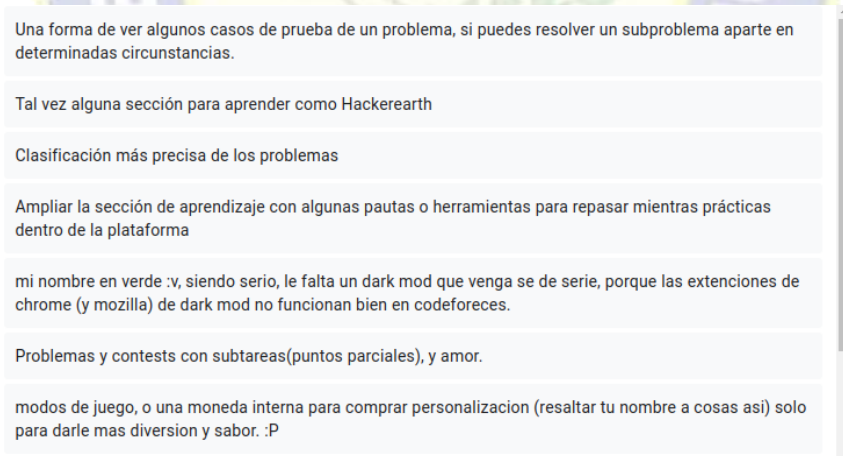 Una forma de ver algunos casos de prueba de un problema, si puedes resolver un subproblema aparte en
determinadas circunstancias.
Tal vez alguna sección para aprender como Hackerearth
Clasificación más precisa de los problemas
Ampliar la sección de aprendizaje con algunas pautas o herramientas para repasar mientras prácticas
dentro de la plataforma
mi nombre en verde :v, siendo serio, le falta un dark mod que venga se de serie, porque las extenciones de
chrome (y mozilla) de dark mod no funcionan bien en codeforeces.
Problemas y contests con subtareas(puntos parciales), y amor.
modos de juego, o una moneda interna para comprar personalizacion (resaltar tu nombre a cosas asi) solo
para darle mas diversion y sabor. :P